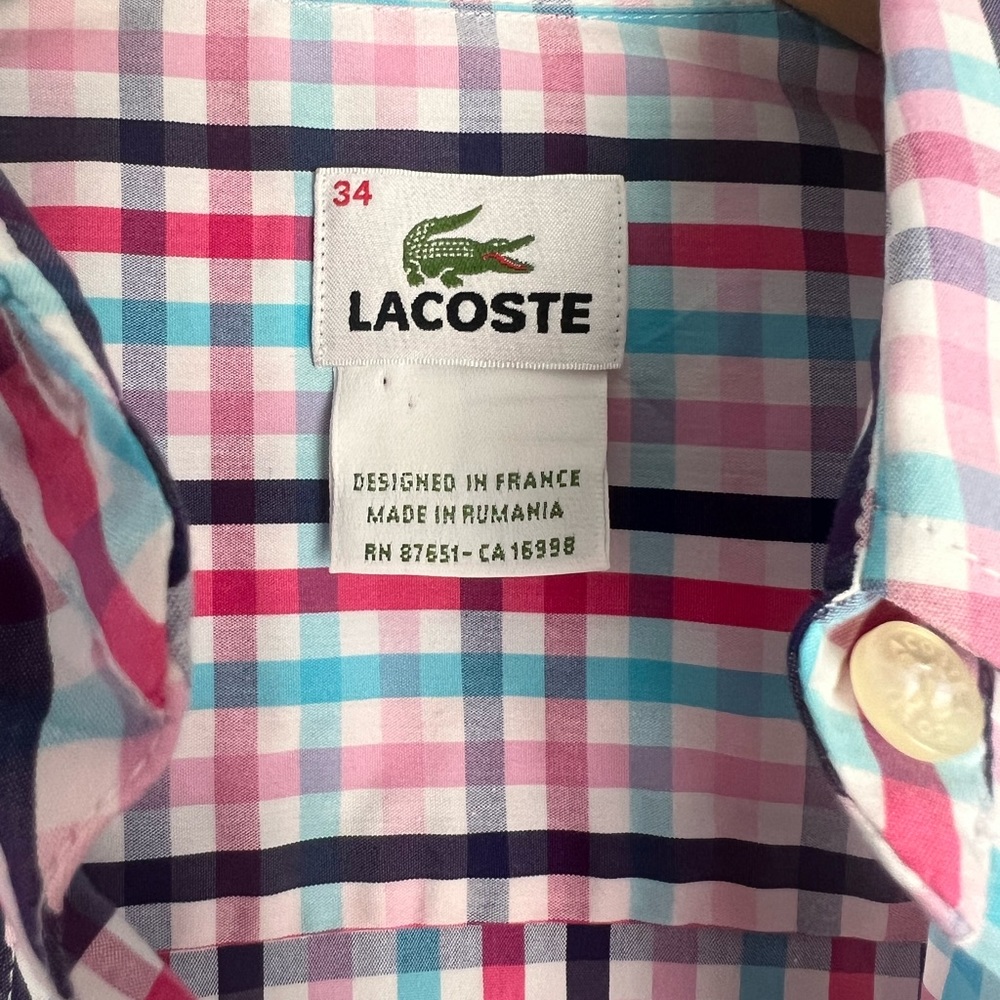 34
LACOSTE
DESIGNED IN FRANCE
MADE IN RUMANIA
RN 87651-CA 16998